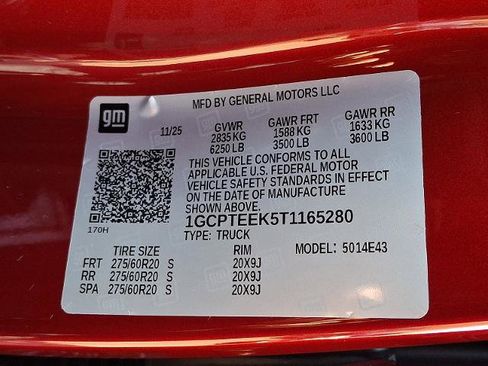 gm
MFD BY GENERAL MOTORS LLC
11/25 GVWR GAWR FRT GAWR RR
2835 KG 1588 KG 1633 KG
6250 LB 3500 LB 3600 LB
THIS VEHICLE CONFORMS TO ALL
APPLICABLE U.S. FEDERAL MOTOR
VEHICLE SAFETY STANDARDS IN EFFECT
ON THE DATE OF MANUFACTURE
SHOWN ABOVE.
170H 1GCPTEEK5T1165280
TYPE: TRUCK
TIRE SIZE RIM MODEL: 5014E43
FRT 275/60R20 S 20X9J
RR 275/60R20 S 20X9J
SPA 275/60R20 S 20X9J